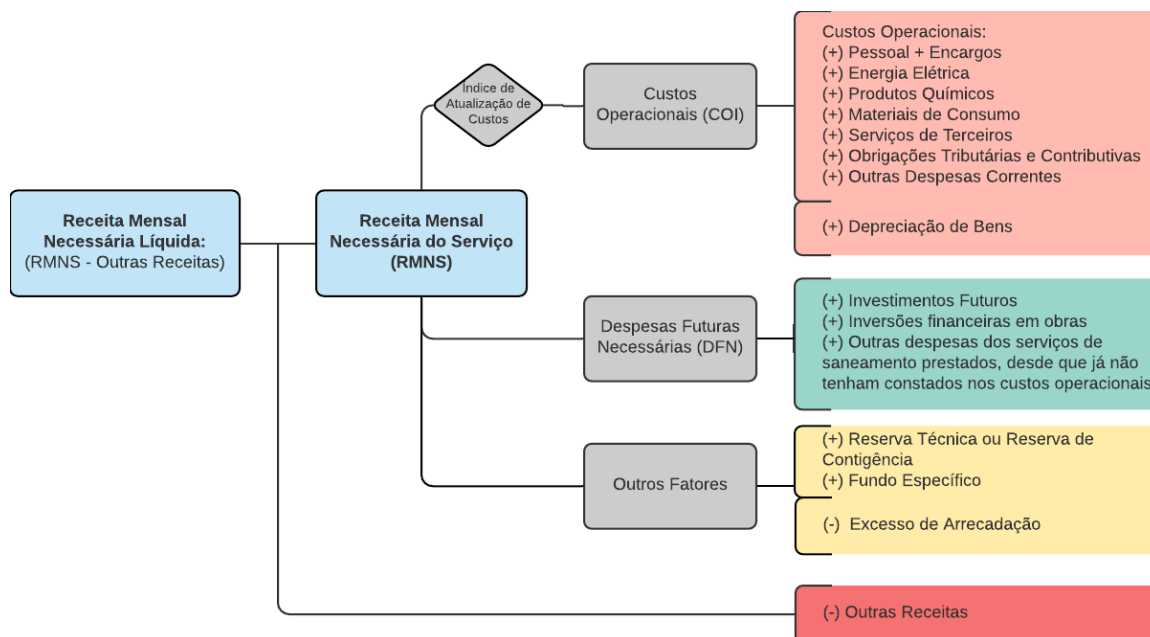 Receita Mensal
Necessária Líquida:
(RMNS - Outras Receitas)
Receita Mensal
Necessária do Serviço
(RMNS)
Indice de
Atualização de
Custos
Custos
Operacionais (COI)
Custos Operacionais:
(+) Pessoal + Encargos
(+) Energia Elétrica
(+) Produtos Químicos
(+) Materiais de Consumo
(+) Serviços de Terceiros
(+) Obrigações Tributárias e Contributivas
(+) Outras Despesas Correntes
(+) Depreciação de Bens
Despesas Futuras
Necessárias (DFN)
(+) Investimentos Futuros
(+) Inversões financeiras em obras
(+) Outras despesas dos serviços de
saneamento prestados, desde que já não
tenham constados nos custos operacionais
Outros Fatores
(+) Reserva Técnica ou Reserva de
Contigência
(+) Fundo Específico
(-) Excesso de Arrecadação
(-) Outras Receitas